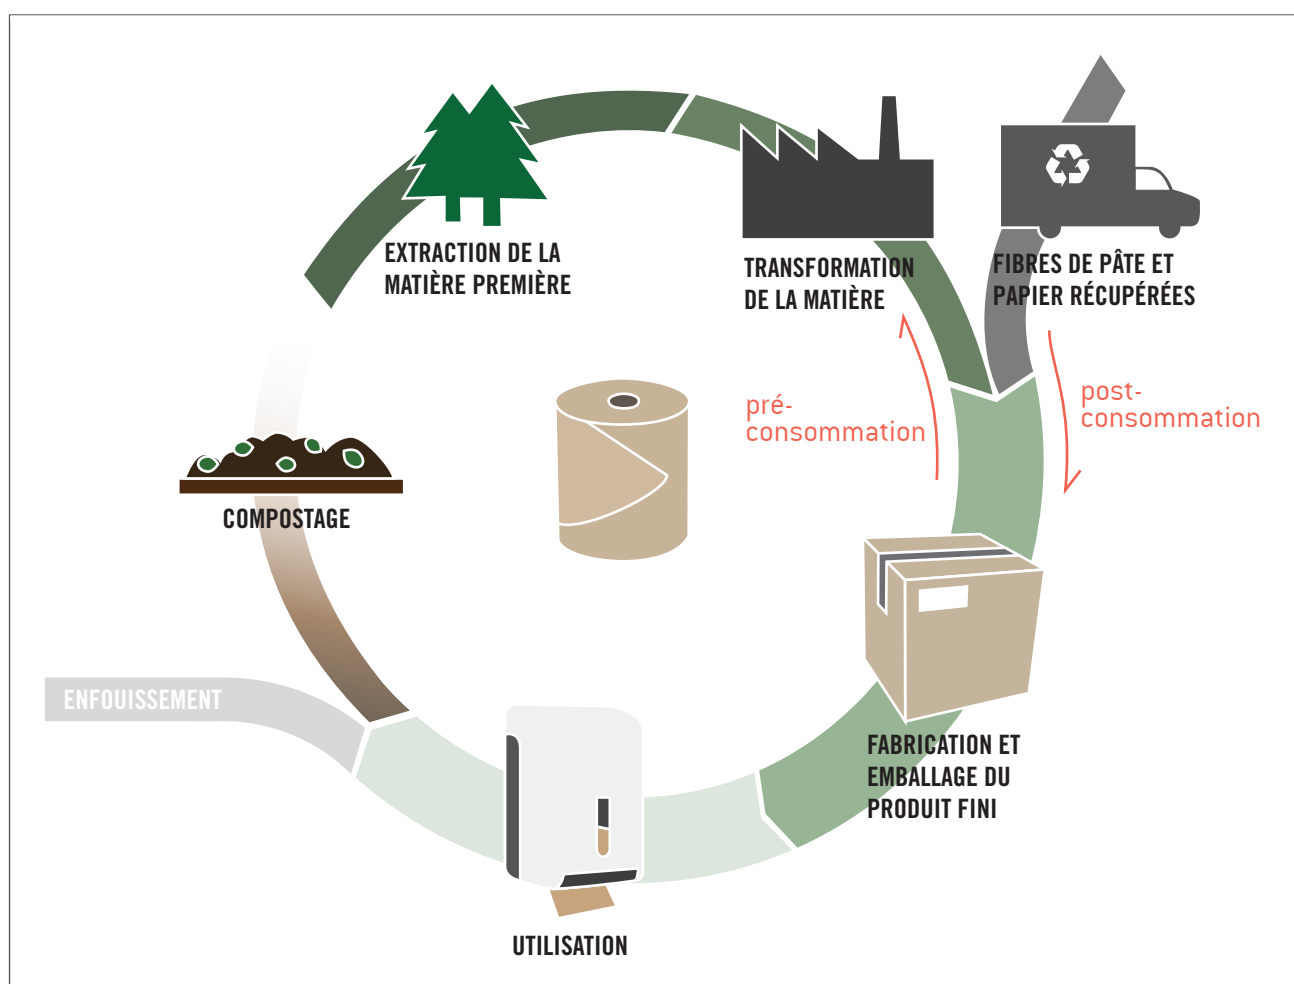 EXTRACTION DE LA
MATIÈRE PREMIÈRE
TRANSFORMATION
DE LA MATIÈRE
FIBRES DE PÂTE ET
PAPIER RÉCUPÉRÉES
pré-
consommation
post-
consommation
COMPOSTAGE
ENFOUISSEMENT
FABRICATION ET
EMBALLAGE DU
PRODUIT FINI
UTILISATION